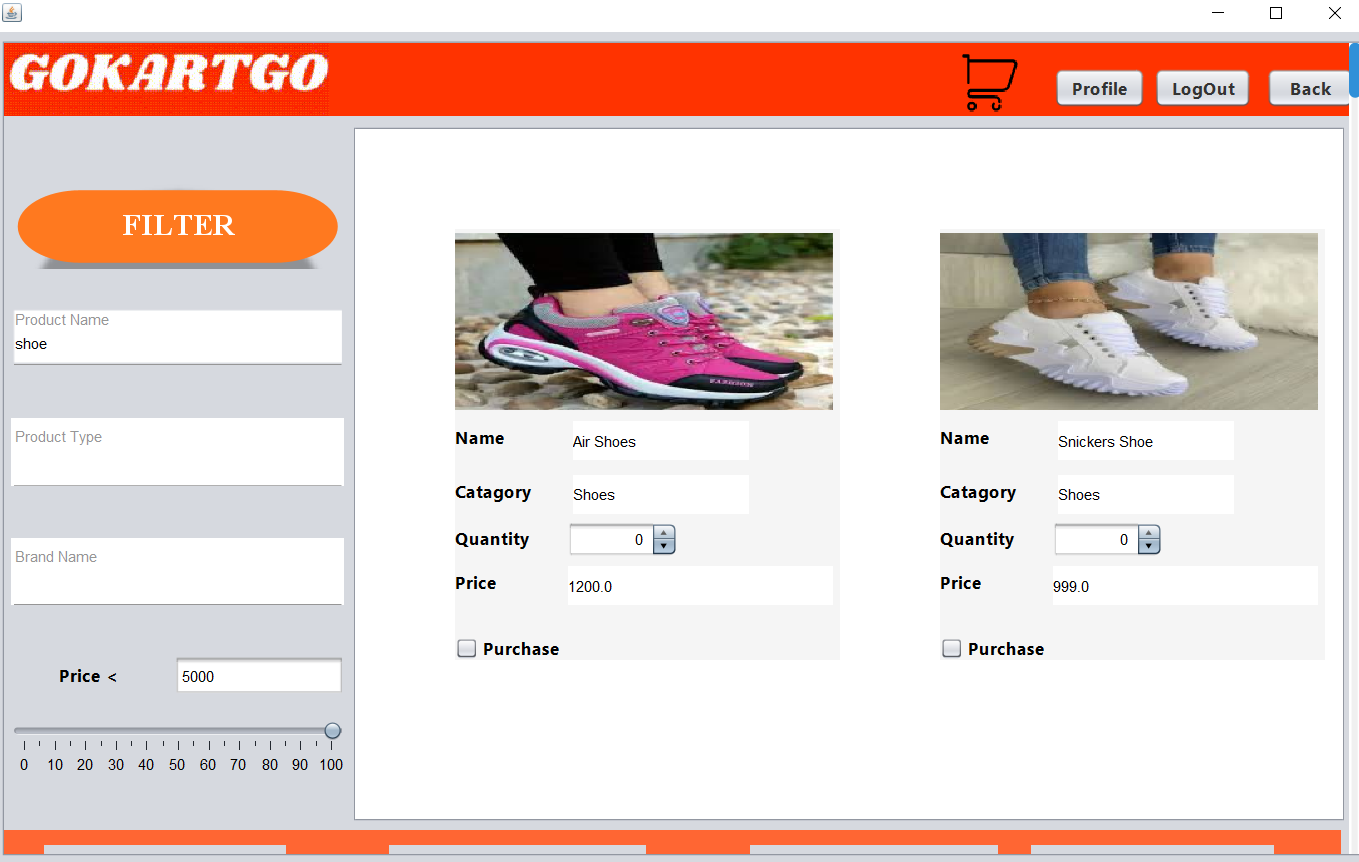 GOKARTGO
Profile
LogOut
Back
FILTER
Product Name
shoe
Product Type
Brand Name
Price <
5000
0 10 20 30 40 50 60 70 80 90 100
FASHION
Name
Air Shoes
Catagory
Shoes
Quantity
0
Price
1200.0
Purchase
Name
Snickers Shoe
Catagory
Shoes
Quantity
0
Price
999.0
Purchase